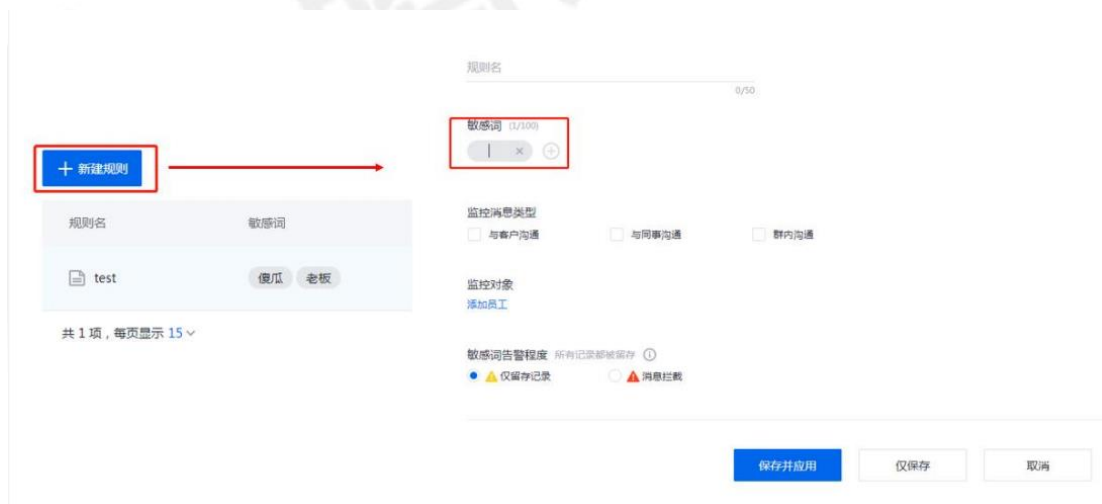 规则名
0/50
敏感词 (1/100)
+ 新建规则
规则名 敏感词
test 傻瓜 老板
共 1 项，每页显示 15
监控消息类型
与客户沟通 与同事沟通 群内沟通
监控对象
添加员工
敏感词告警程度 所有记录都被留存
仅留存记录 消息拦截
保存并应用 仅保存 取消